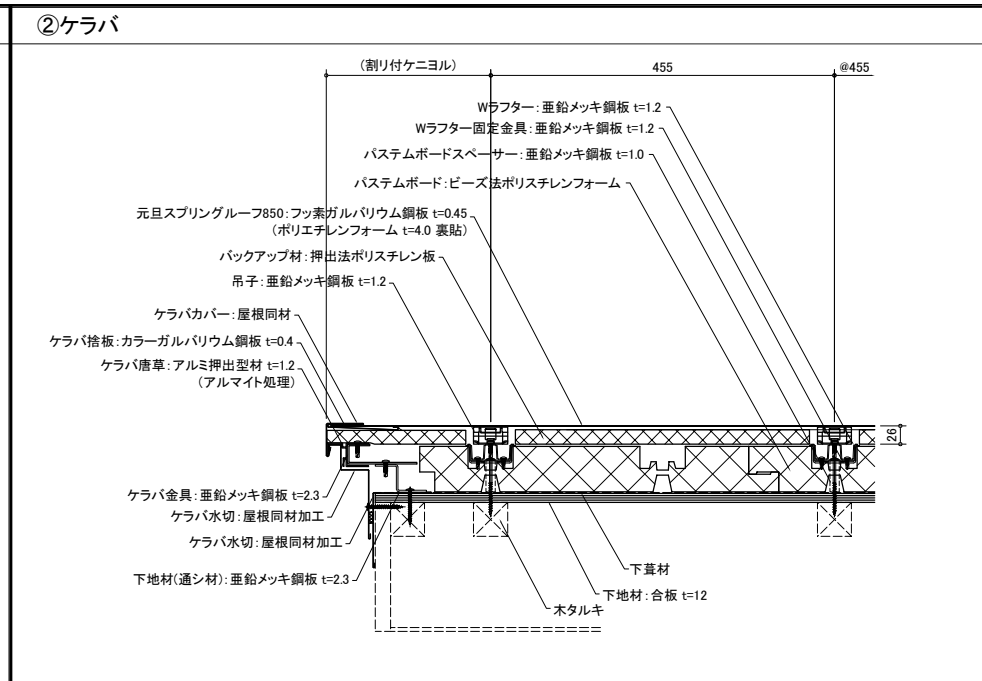 ②ケラバ
(割り付ケニヨル)
455
@455
Wラフター:亜鉛メッキ鋼板 t=1.2
Wラフター固定金具:亜鉛メッキ鋼板 t=1.2
パステムボードスペーサー:亜鉛メッキ鋼板 t=1.0
パステムボード:ビーズ法ポリスチレンフォーム
元旦スプリングルーフ850:フッ素ガルバリウム鋼板 t=0.45
(ポリエチレンフォーム t=4.0 裏貼)
バックアップ材:押出法ポリスチレン板
吊子:亜鉛メッキ鋼板 t=1.2
ケラバカバー:屋根同材
ケラバ捨板:カラーガルバリウム鋼板 t=0.4
ケラバ唐草:アルミ押出型材 t=1.2
(アルマイト処理)
26
ケラバ金具:亜鉛メッキ鋼板 t=2.3
ケラバ水切:屋根同材加工
ケラバ水切:屋根同材加工
下地材(通シ材):亜鉛メッキ鋼板 t=2.3
下葺材
下地材:合板 t=12
木タルキ